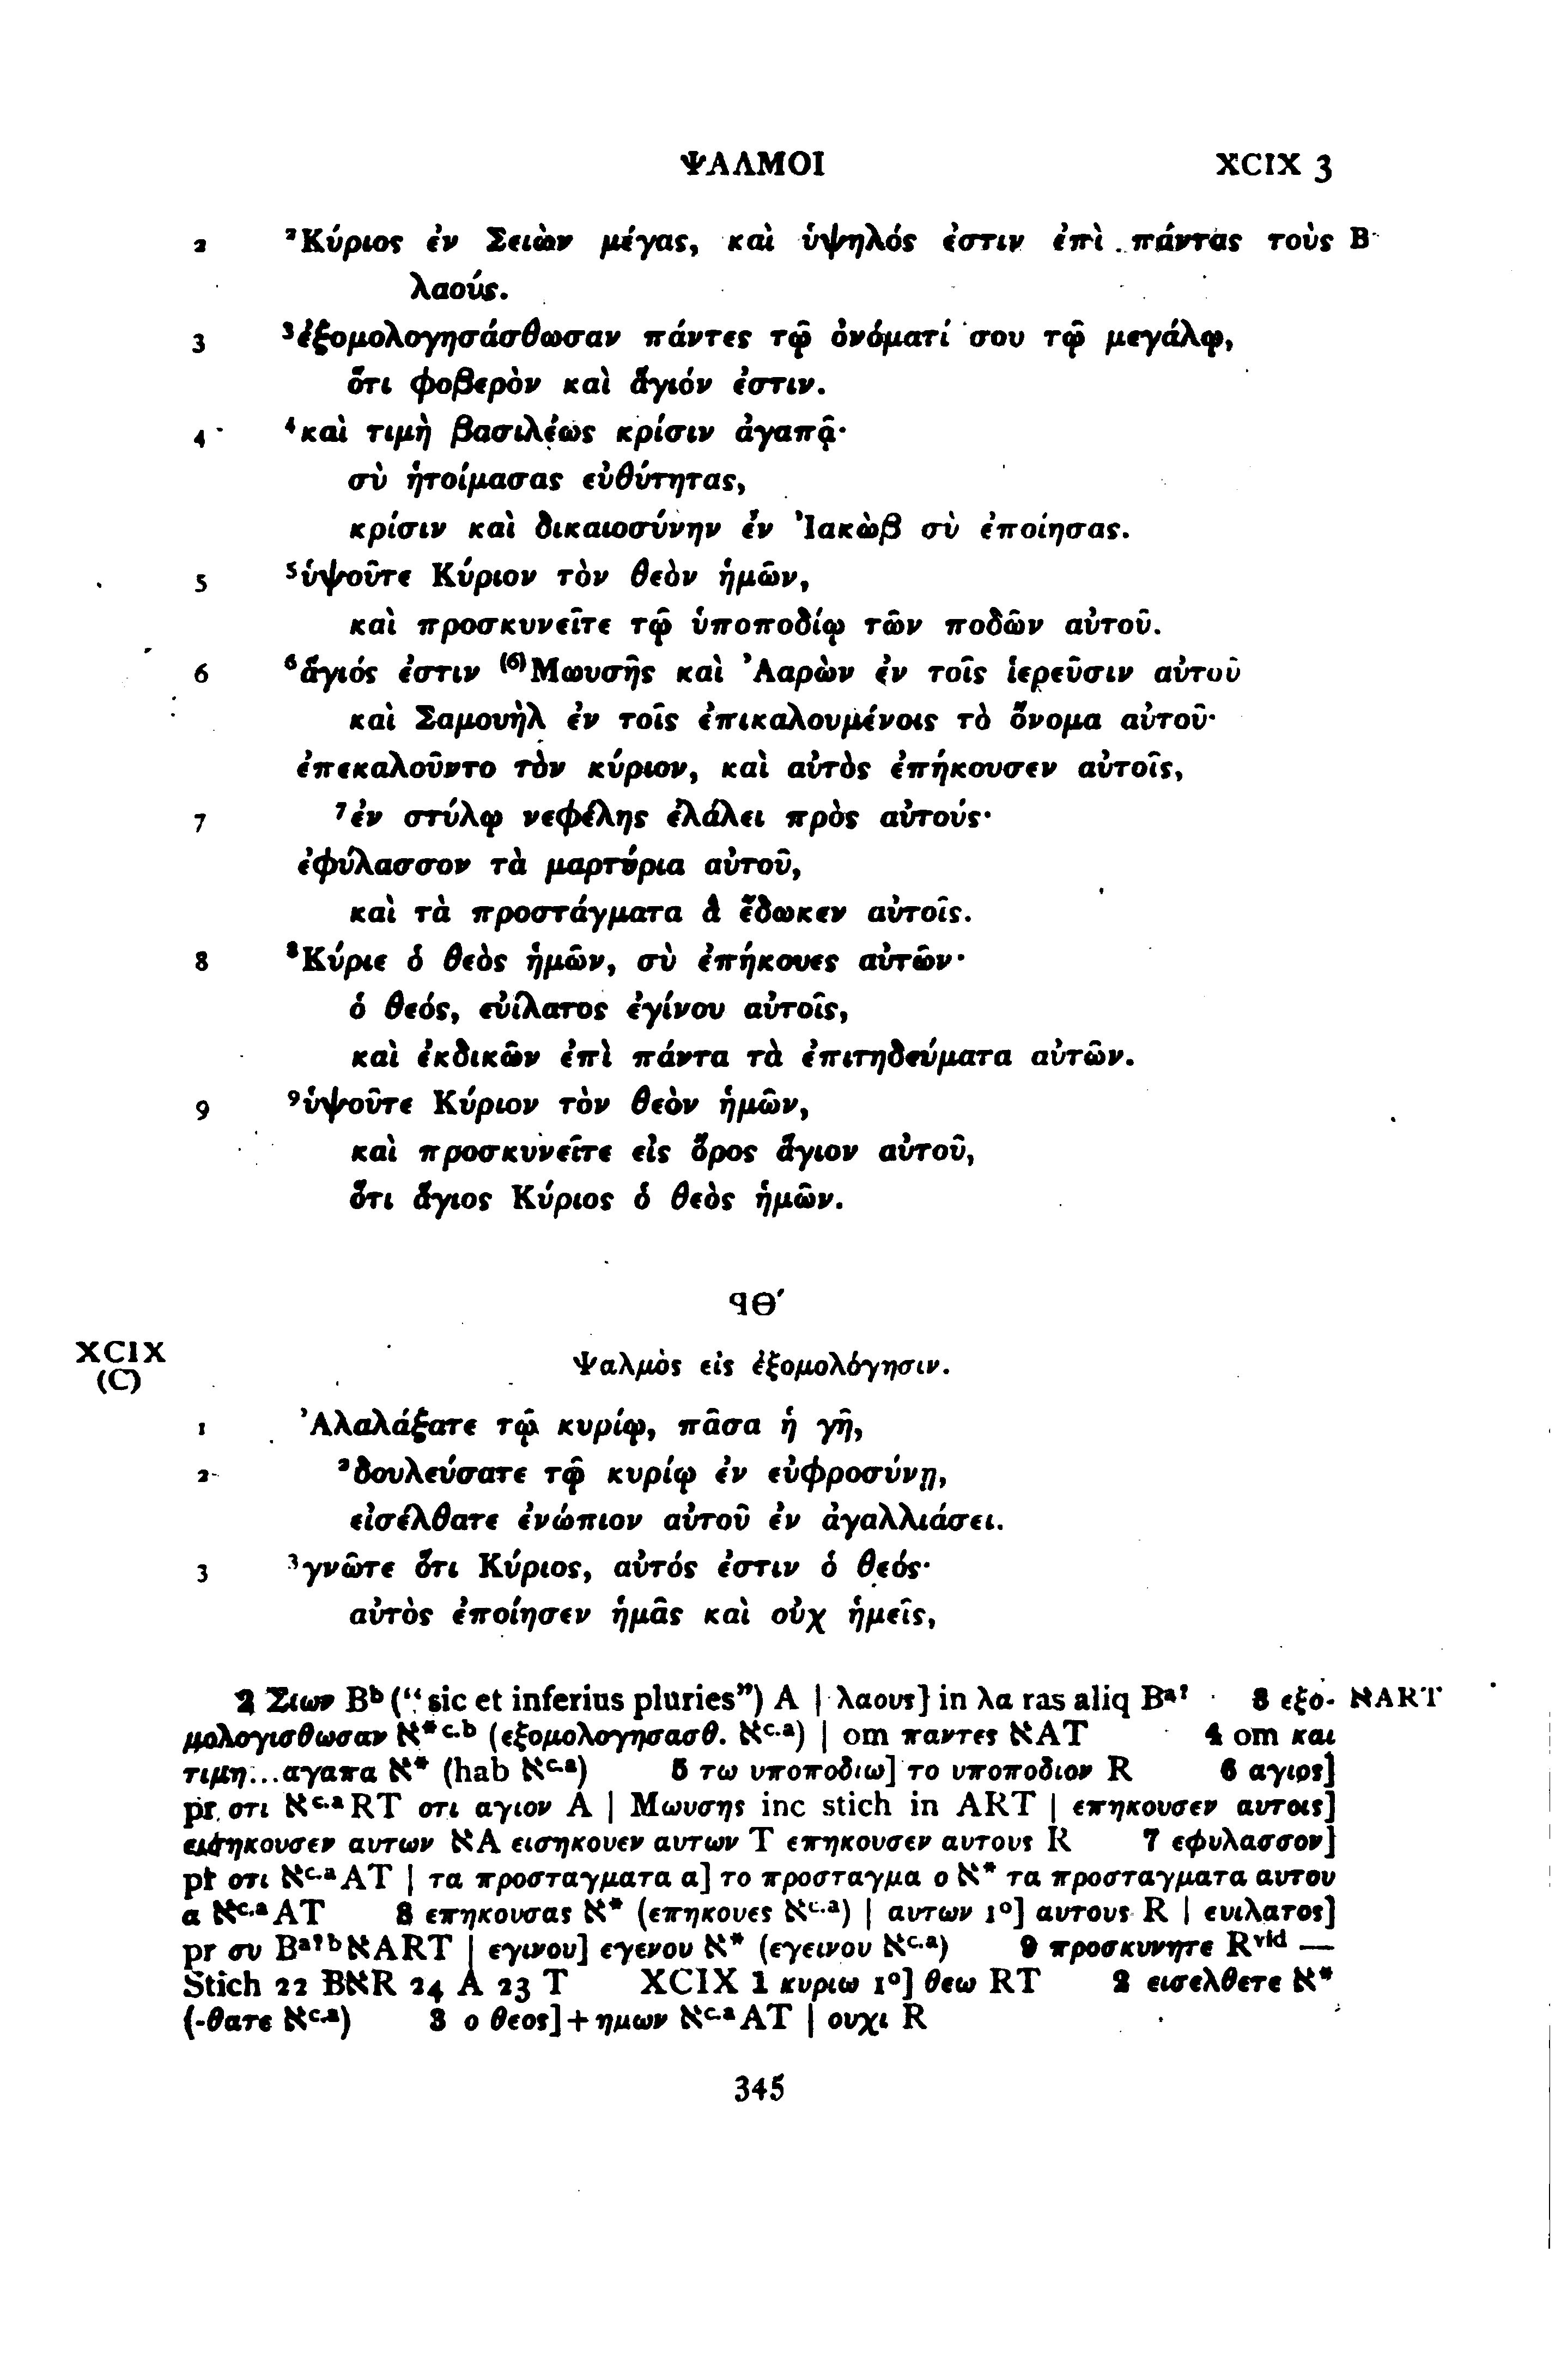 ΨΑΛΜΟΙ XCIX 3
2 ²Κύριος ἐν Σειὼν μέγας, καὶ ὑψηλός ἐστιν ἐπὶ πάντας τοὺς B
λαούς.
3 ³ἐξομολογησάσθωσαν πάντες τῷ ὀνόματί σου τῷ μεγάλῳ,
ὅτι φοβερὸν καὶ ἅγιόν ἐστιν.
4 ⁴καὶ τιμὴ βασιλέως κρίσιν ἀγαπᾷ·
σὺ ἡτοίμασας εὐθύτητας,
κρίσιν καὶ δικαιοσύνην ἐν Ἰακὼβ σὺ ἐποίησας.
5 ⁵ὑψοῦτε Κύριον τὸν θεὸν ἡμῶν,
καὶ προσκυνεῖτε τῷ ὑποποδίῳ τῶν ποδῶν αὐτοῦ.
6 ⁶ἅγιός ἐστιν ⁽⁶⁾Μωυσῆς καὶ Ἀαρὼν ἐν τοῖς ἱερεῦσιν αὐτοῦ
καὶ Σαμουὴλ ἐν τοῖς ἐπικαλουμένοις τὸ ὄνομα αὐτοῦ·
ἐπεκαλοῦντο τὸν κύριον, καὶ αὐτὸς ἐπήκουσεν αὐτοῖς,
7 ⁷ἐν στύλῳ νεφέλης ἐλάλει πρὸς αὐτούς·
ἐφύλασσον τὰ μαρτύρια αὐτοῦ,
καὶ τὰ προστάγματα ἃ ἔδωκεν αὐτοῖς.
8 ⁸Κύριε ὁ θεὸς ἡμῶν, σὺ ἐπήκουες αὐτῶν·
ὁ θεός, εὐίλατος ἐγίνου αὐτοῖς,
καὶ ἐκδικῶν ἐπὶ πάντα τὰ ἐπιτηδεύματα αὐτῶν.
9 ⁹ὑψοῦτε Κύριον τὸν θεὸν ἡμῶν,
καὶ προσκυνεῖτε εἰς ὄρος ἅγιον αὐτοῦ,
ὅτι ἅγιος Κύριος ὁ θεὸς ἡμῶν.
ϟΘ′
XCIX
(C)
Ψαλμὸς εἰς ἐξομολόγησιν.
1 Ἀλαλάξατε τῷ κυρίῳ, πᾶσα ἡ γῆ,
2 ²δουλεύσατε τῷ κυρίῳ ἐν εὐφροσύνῃ,
εἰσέλθατε ἐνώπιον αὐτοῦ ἐν ἀγαλλιάσει.
3 ³γνῶτε ὅτι Κύριος, αὐτός ἐστιν ὁ θεός·
αὐτὸς ἐποίησεν ἡμᾶς καὶ οὐχ ἡμεῖς,
2 Σιων Bᵇ (“sic et inferius pluries”) A | λαους] in λα ras aliq Bᵃ? 3 εξο- אART
μολογισθωσαν א* ᶜ·ᵇ (εξομολογησασθ. אᶜ·ᵃ) | om παντες אAT 4 om και
τιμη...αγαπα א* (hab אᶜ·ᵃ) 5 τω υποποδιω] το υποποδιον R 6 αγιος]
pr οτι אᶜ·ᵃRT οτι αγιον A | Μωυσης inc stich in ART | επηκουσεν αυτοις]
εισηκουσεν αυτων אA εισηκουεν αυτων T επηκουσεν αυτους R 7 εφυλασσον]
pr οτι אᶜ·ᵃAT | τα προσταγματα α] το προσταγμα ο א* τα προσταγματα αυτου
α אᶜ·ᵃAT 8 επηκουσας א* (επηκουες אᶜ·ᵃ) | αυτων 1º] αυτους R | ευιλατος]
pr συ Bᵃ?ᵇאART | εγινου] εγενου א* (εγεινου אᶜ·ᵃ) 9 προσκυνητε Rᵛⁱᵈ —
Stich 22 BאR 24 A 23 T XCIX 1 κυριω 1º] θεω RT 2 εισελθετε א*
(-θατε אᶜ·ᵃ) 3 ο θεος]+ημων אᶜ·ᵃAT | ουχι R
345